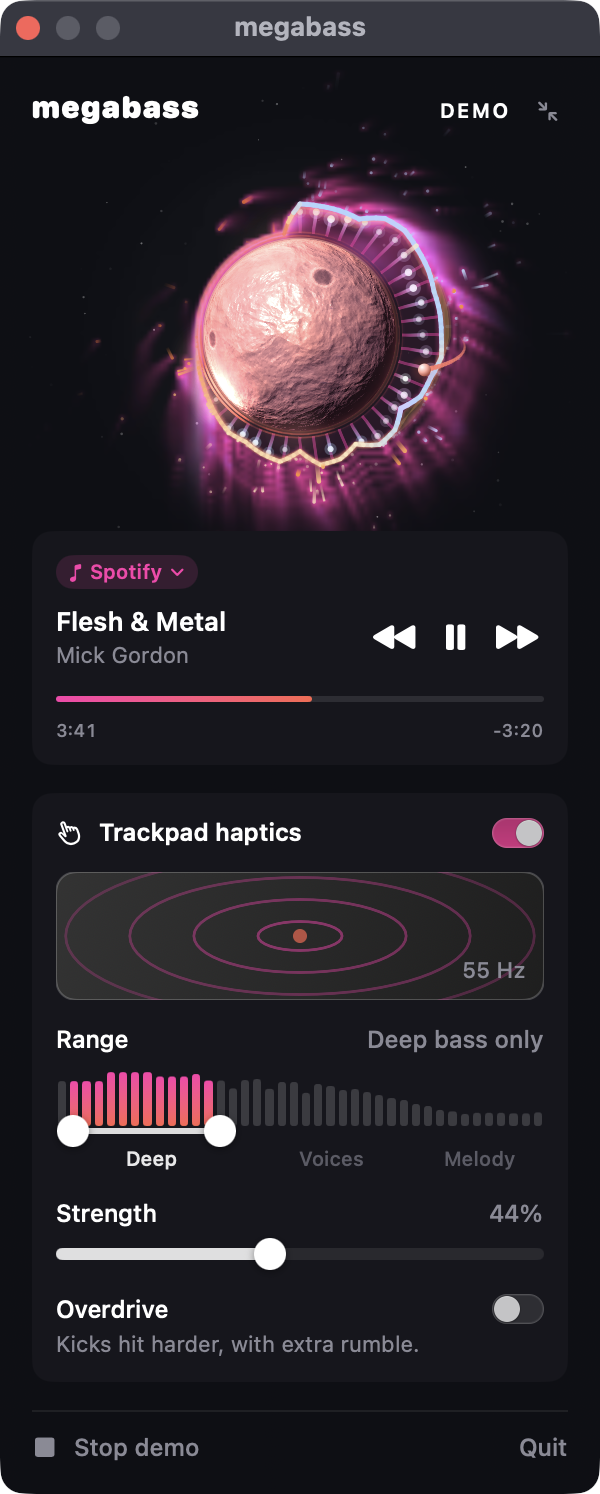 megabass
megabass
DEMO
Spotify
Flesh & Metal
Mick Gordon
3:41
-3:20
Trackpad haptics
55 Hz
Range
Deep bass only
Deep
Voices
Melody
Strength
44%
Overdrive
Kicks hit harder, with extra rumble.
Stop demo
Quit